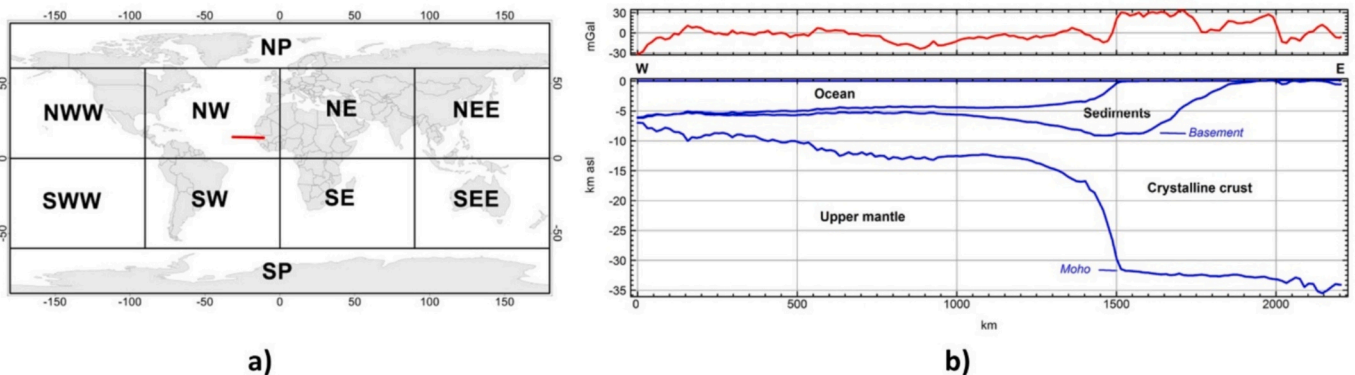 -150 -100 -50 0 50 100 150
NP
50 50
NWW NW NE NEE
0 0
SWW SW SE SEE
-50 -50
SP
-150 -100 -50 0 50 100 150
a)
mGal
30
0
-30
W E
0
-5
-10
-15
-20
-25
-30
-35
km asl
Ocean
Sediments
Basement
Crystalline crust
Upper mantle
Moho
0 500 1000 1500 2000
km
b)